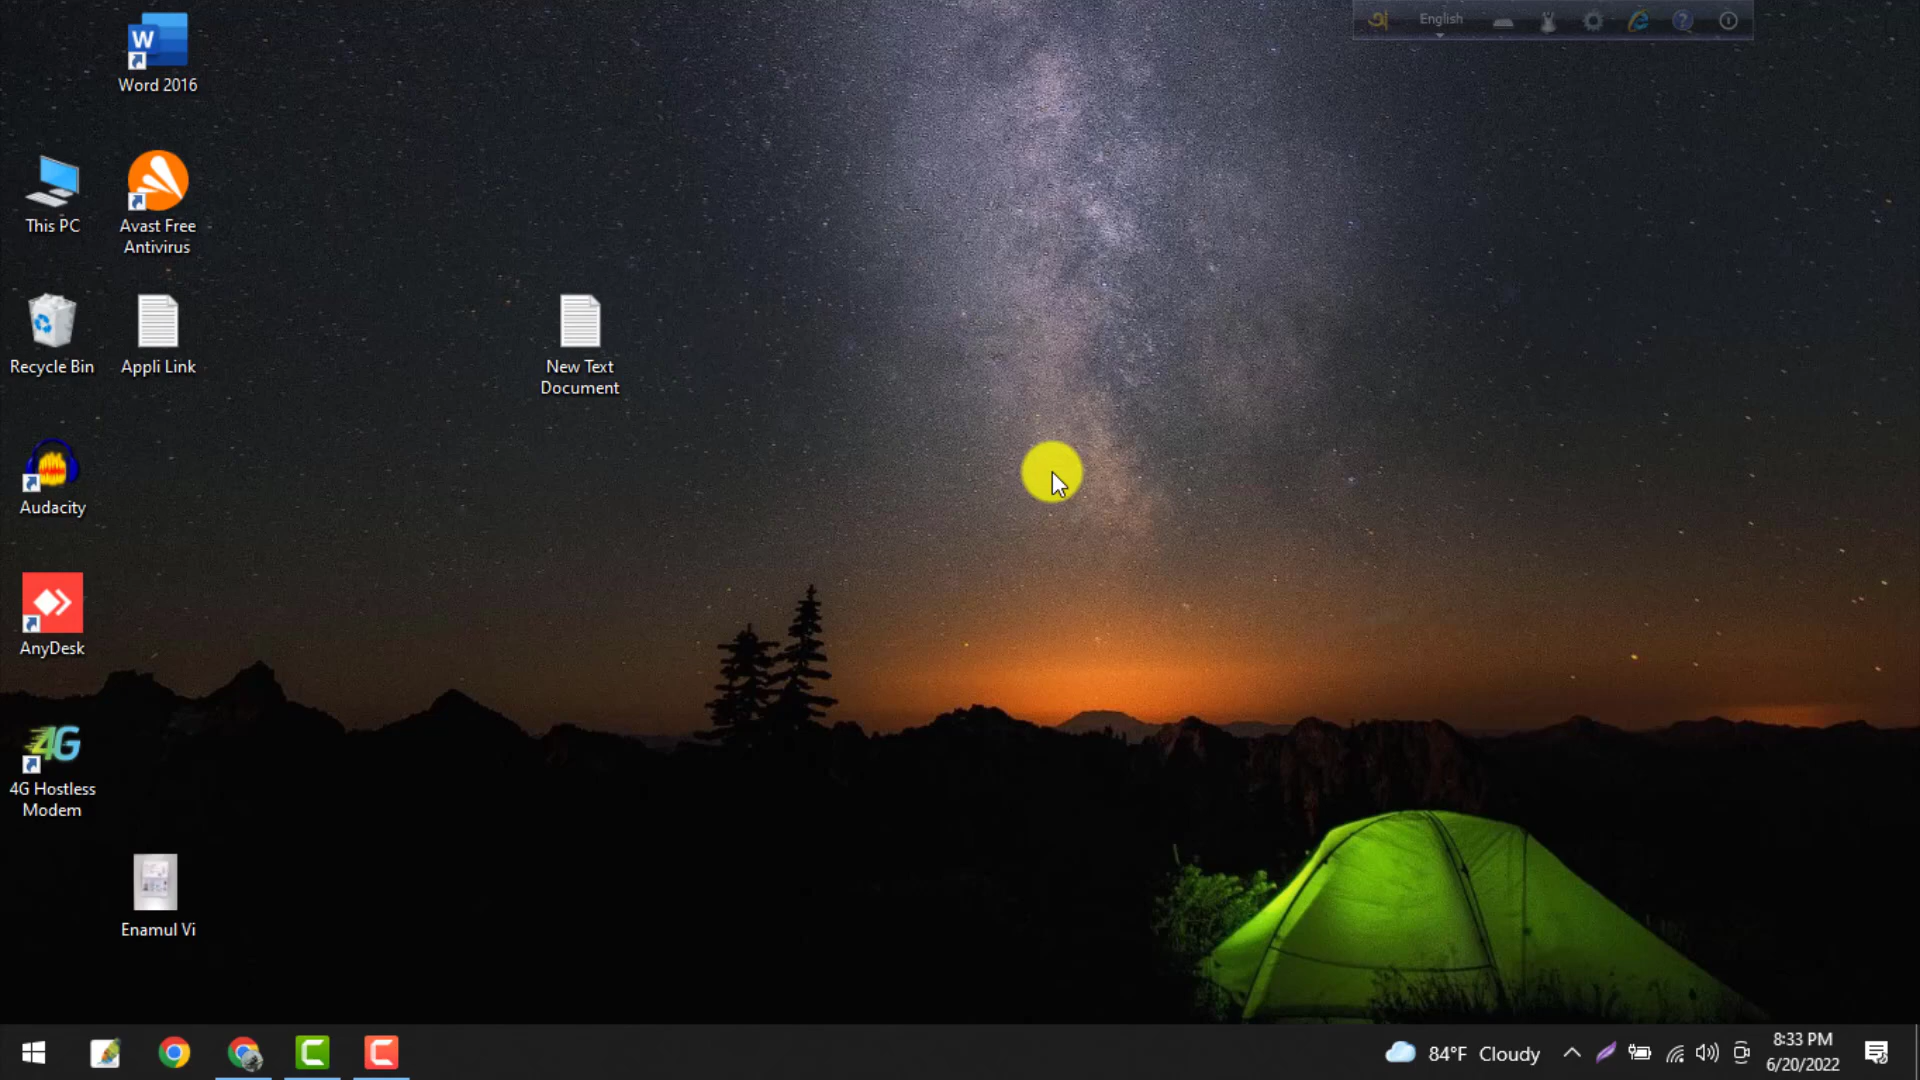 অ English
W
Word 2016
This PC
Avast Free
Antivirus
Recycle Bin
Appli Link
New Text
Document
Audacity
AnyDesk
4G
4G Hostless
Modem
Enamul Vi
84°F Cloudy
8:33 PM
6/20/2022